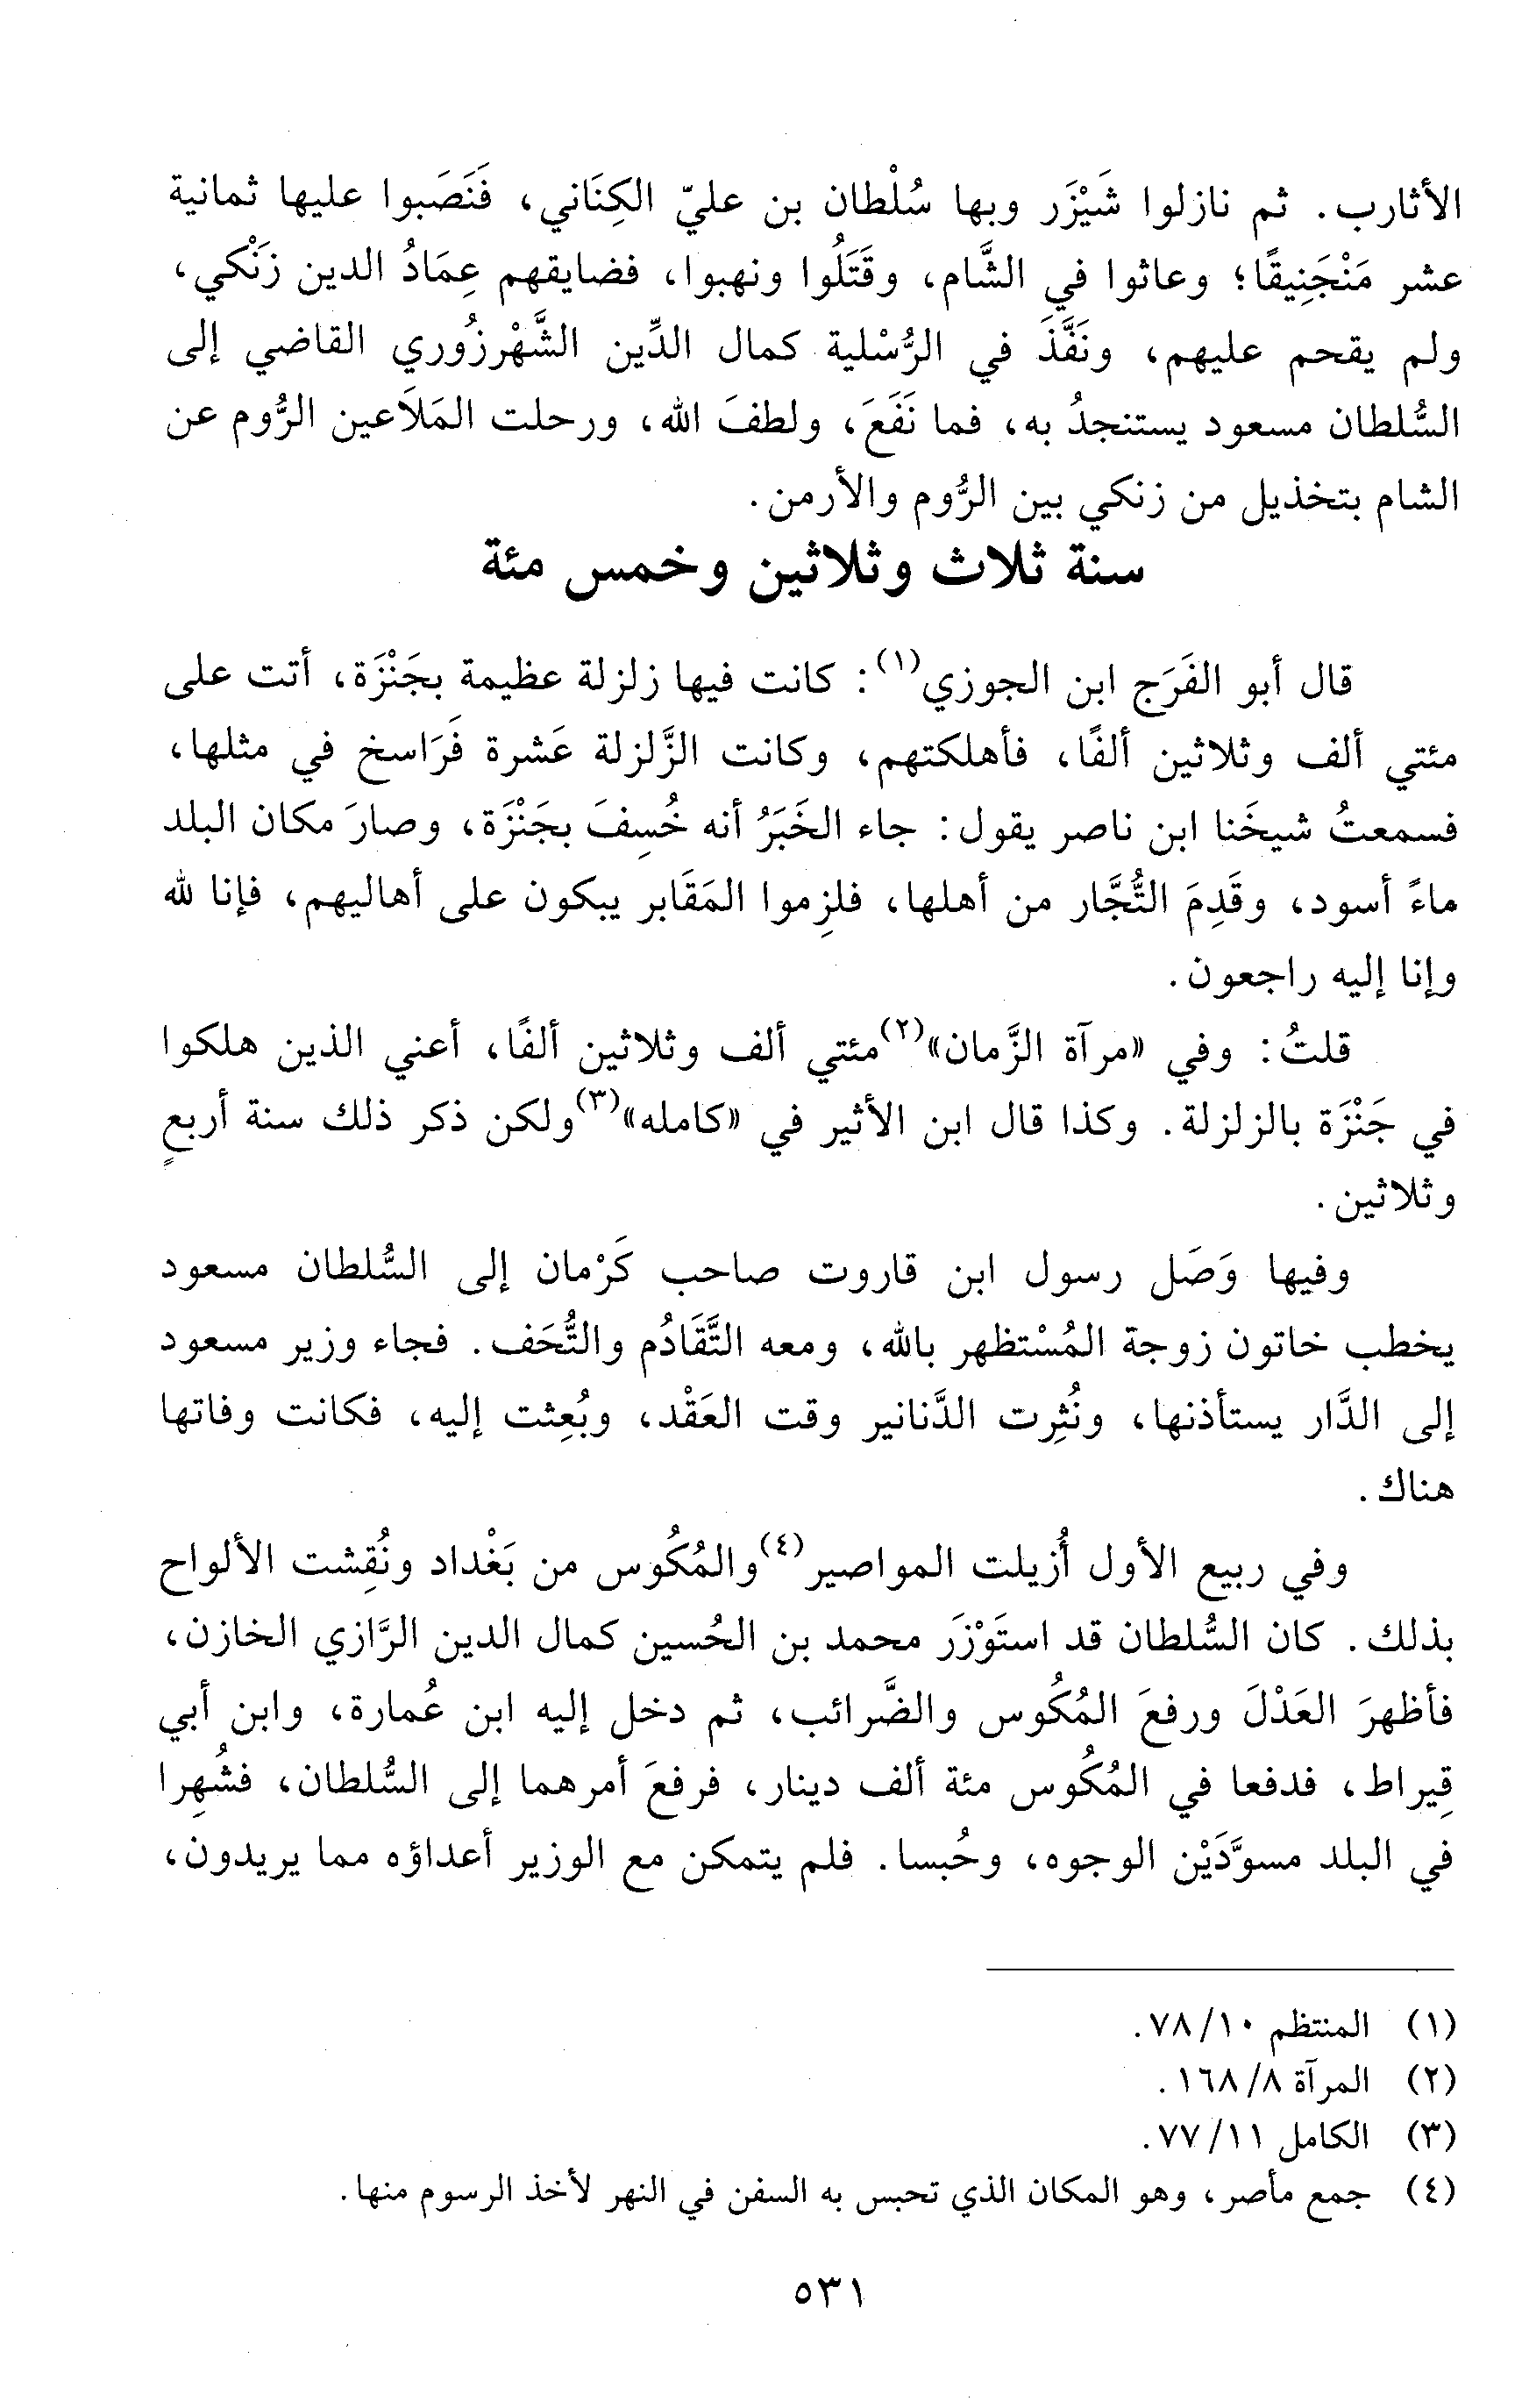 الأثارب. ثم نازلوا شَيْزَر وبها سُلْطان بن عليّ الكِنَاني، فَنَصَبوا عليها ثمانية
عشر مَنْجَنِيقًا؛ وعاثوا في الشَّام، وقَتَلُوا ونهبوا، فضايقهم عِمَادُ الدين زَنْكي،
ولم يقحم عليهم، ونَفَّذَ في الرُّسْلية كمال الدِّين الشَّهْرزُوري القاضي إلى
السُّلطان مسعود يستنجدُ به، فما نَفَعَ، ولطفَ الله، ورحلت المَلاَعين الرُّوم عن
الشام بتخذيل من زنكي بين الرُّوم والأرمن.
سنة ثلاث وثلاثين وخمس مئة
قال أبو الفَرَج ابن الجوزي(١): كانت فيها زلزلة عظيمة بجَنْزَة، أتت على
مئتي ألف وثلاثين ألفًا، فأهلكتهم، وكانت الزَّلزلة عَشرة فَرَاسخ في مثلها،
فسمعتُ شيخَنا ابن ناصر يقول: جاء الخَبَرُ أنه خُسِفَ بجَنْزَة، وصارَ مكان البلد
ماءً أسود، وقَدِمَ التُّجَّار من أهلها، فلزِموا المَقَابر يبكون على أهاليهم، فإنا لله
وإنا إليه راجعون.
قلتُ: وفي «مرآة الزَّمان»(٢) مئتي ألف وثلاثين ألفًا، أعني الذين هلكوا
في جَنْزَة بالزلزلة. وكذا قال ابن الأثير في «كامله»(٣) ولكن ذكر ذلك سنة أربعٍ
وثلاثين.
وفيها وَصَل رسول ابن قاروت صاحب كَرْمان إلى السُّلطان مسعود
يخطب خاتون زوجة المُسْتظهر بالله، ومعه التَّقَادُم والتُّحَف. فجاء وزير مسعود
إلى الدَّار يستأذنها، ونُثِرت الدَّنانير وقت العَقْد، وبُعِثت إليه، فكانت وفاتها
هناك.
وفي ربيع الأول أُزيلت المواصير(٤) والمُكُوس من بَغْداد ونُقِشت الألواح
بذلك. كان السُّلطان قد استَوْزَر محمد بن الحُسين كمال الدين الرَّازي الخازن،
فأظهرَ العَدْلَ ورفعَ المُكُوس والضَّرائب، ثم دخل إليه ابن عُمارة، وابن أبي
قِيراط، فدفعا في المُكُوس مئة ألف دينار، فرفعَ أمرهما إلى السُّلطان، فشُهِرا
في البلد مسوَّدَيْن الوجوه، وحُبسا. فلم يتمكن مع الوزير أعداؤه مما يريدون،
(١) المنتظم ١٠/ ٧٨.
(٢) المرآة ٨/ ١٦٨.
(٣) الكامل ١١/ ٧٧.
(٤) جمع مأصر، وهو المكان الذي تحبس به السفن في النهر لأخذ الرسوم منها.
٥٣١